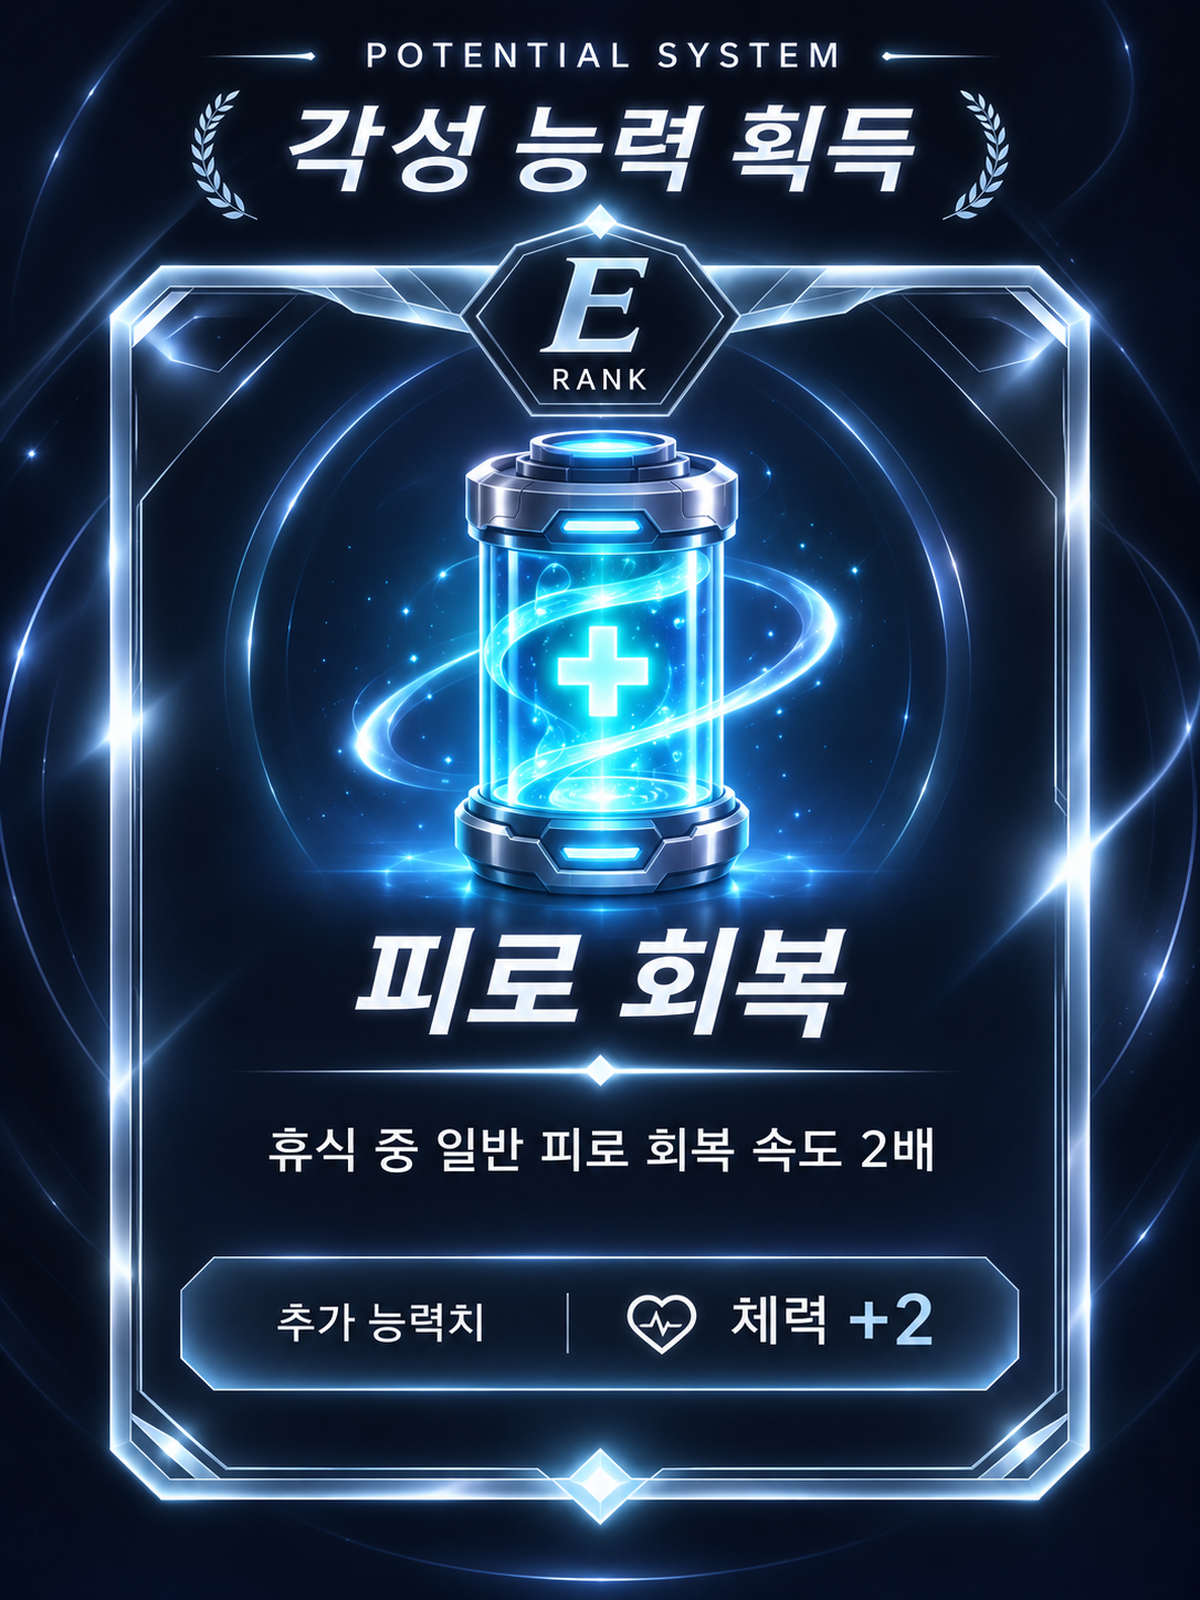 POTENTIAL SYSTEM
각성 능력 획득
E
RANK
피로 회복
휴식 중 일반 피로 회복 속도 2배
추가 능력치 체력 +2